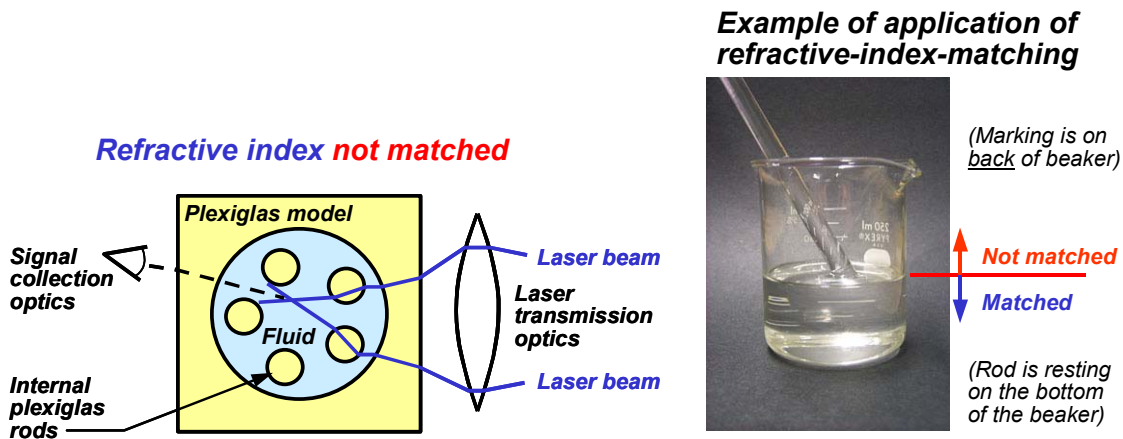 Example of application of
refractive-index-matching
Refractive index not matched
Plexiglas model
Signal
collection
optics
Fluid
Internal
plexiglas
rods
Laser beam
Laser
transmission
optics
Laser beam
(Marking is on
back of beaker)
250 ml
PYREX®
Not matched
Matched
(Rod is resting
on the bottom
of the beaker)